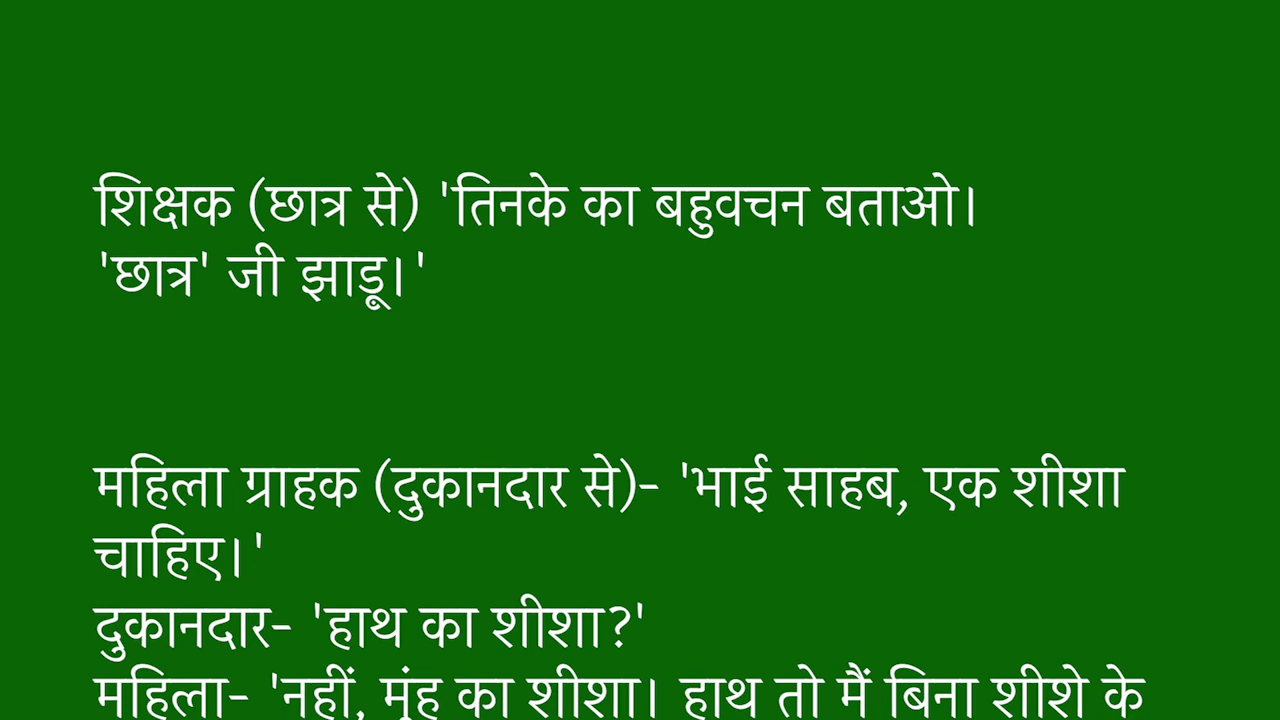 शिक्षक (छात्र से) 'तिनके का बहुवचन बताओ।
'छात्र' जी झाड़ू।'
महिला ग्राहक (दुकानदार से)- 'भाई साहब, एक शीशा
चाहिए।'
दुकानदार- 'हाथ का शीशा?'
महिला- 'नहीं, मुंह का शीशा। हाथ तो मैं बिना शीशे के